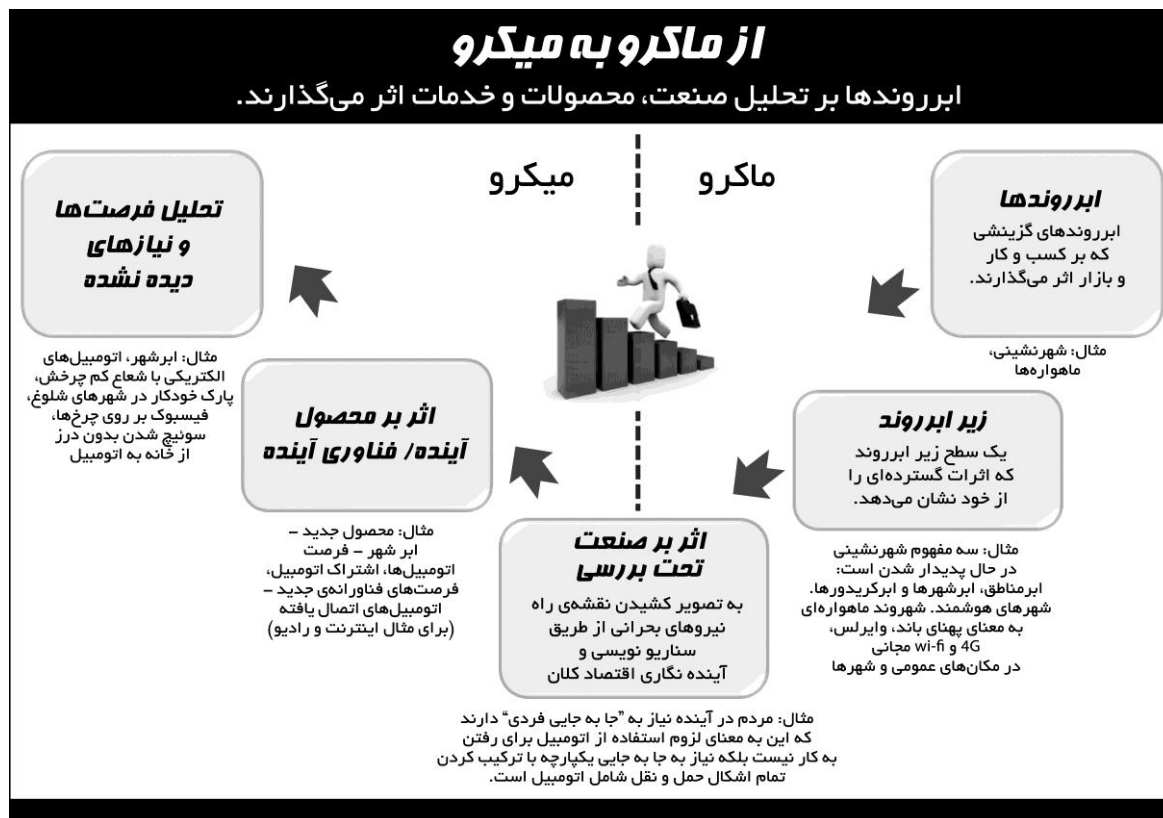 از ماکرو به میکرو
ابرروندها بر تحلیل صنعت، محصولات و خدمات اثر می‌گذارند.
ماکرو
میکرو
ابرروندها
ابرروندهای گزینشی
که بر کسب و کار
و بازار اثر می‌گذارند.
مثال: شهرنشینی،
ماهواره‌ها
زیر ابرروند
یک سطح زیر ابرروند
که اثرات گسترده‌ای را
از خود نشان می‌دهد.
مثال: سه مفهوم شهرنشینی
در حال پدیدار شدن است:
ابرمناطق، ابرشهرها و ابرکریدورها.
شهرهای هوشمند. شهروند ماهواره‌ای
به معنای پهنای باند، وایرلس،
4G و wi-fi مجانی
در مکان‌های عمومی و شهرها
اثر بر صنعت
تحت بررسی
به تصویر کشیدن نقشه‌ی راه
نیروهای بحرانی از طریق
سناریو نویسی و
آینده نگاری اقتصاد کلان
مثال: مردم در آینده نیاز به "جا به جایی فردی" دارند
که این به معنای لزوم استفاده از اتومبیل برای رفتن
به کار نیست بلکه نیاز به جا به جایی یکپارچه با ترکیب کردن
تمام اشکال حمل و نقل شامل اتومبیل است.
اثر بر محصول
آینده/ فناوری آینده
مثال: محصول جدید –
ابر شهر – فرصت
اتومبیل‌ها، اشتراک اتومبیل،
فرصت‌های فناورانه‌ی جدید –
اتومبیل‌های اتصال یافته
(برای مثال اینترنت و رادیو)
تحلیل فرصت‌ها
و نیازهای
دیده نشده
مثال: ابرشهر، اتومبیل‌های
الکتریکی با شعاع کم چرخش،
پارک خودکار در شهرهای شلوغ،
فیسبوک بر روی چرخ‌ها،
سوئیچ شدن بدون درز
از خانه به اتومبیل